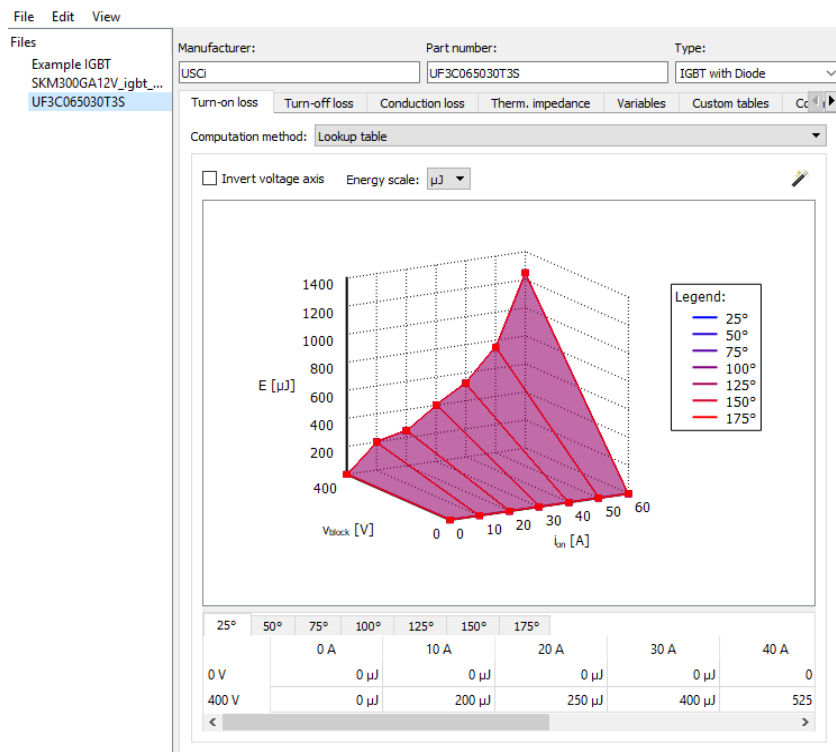 File Edit View
Files
Example IGBT
SKM300GA12V_igbt_...
UF3C065030T3S
Manufacturer: Part number: Type:
USCi UF3C065030T3S IGBT with Diode
Turn-on loss Turn-off loss Conduction loss Therm. impedance Variables Custom tables
Computation method: Lookup table
Invert voltage axis Energy scale: µJ
1400
1200
1000
800
600
400
200
E [µJ]
400
0
Vblock [V]
0 10 20 30 40 50 60
ion [A]
Legend:
25°
50°
75°
100°
125°
150°
175°
25° 50° 75° 100° 125° 150° 175°
0 A 10 A 20 A 30 A 40 A
0 V 0 µJ 0 µJ 0 µJ 0 µJ 0
400 V 0 µJ 200 µJ 250 µJ 400 µJ 525